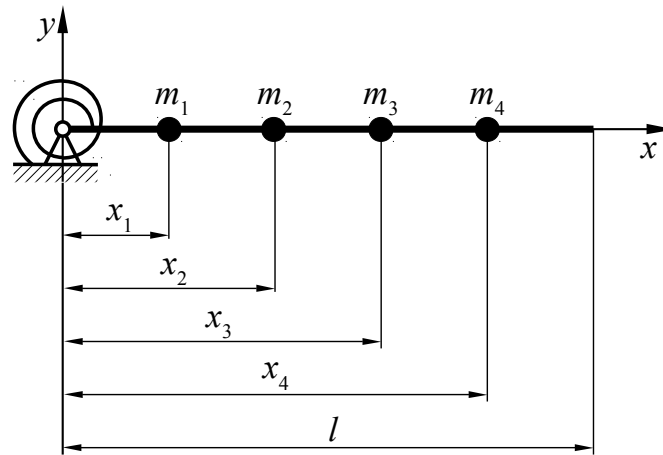 y
m₁ m₂ m₃ m₄
x
x₁
x₂
x₃
x₄
l